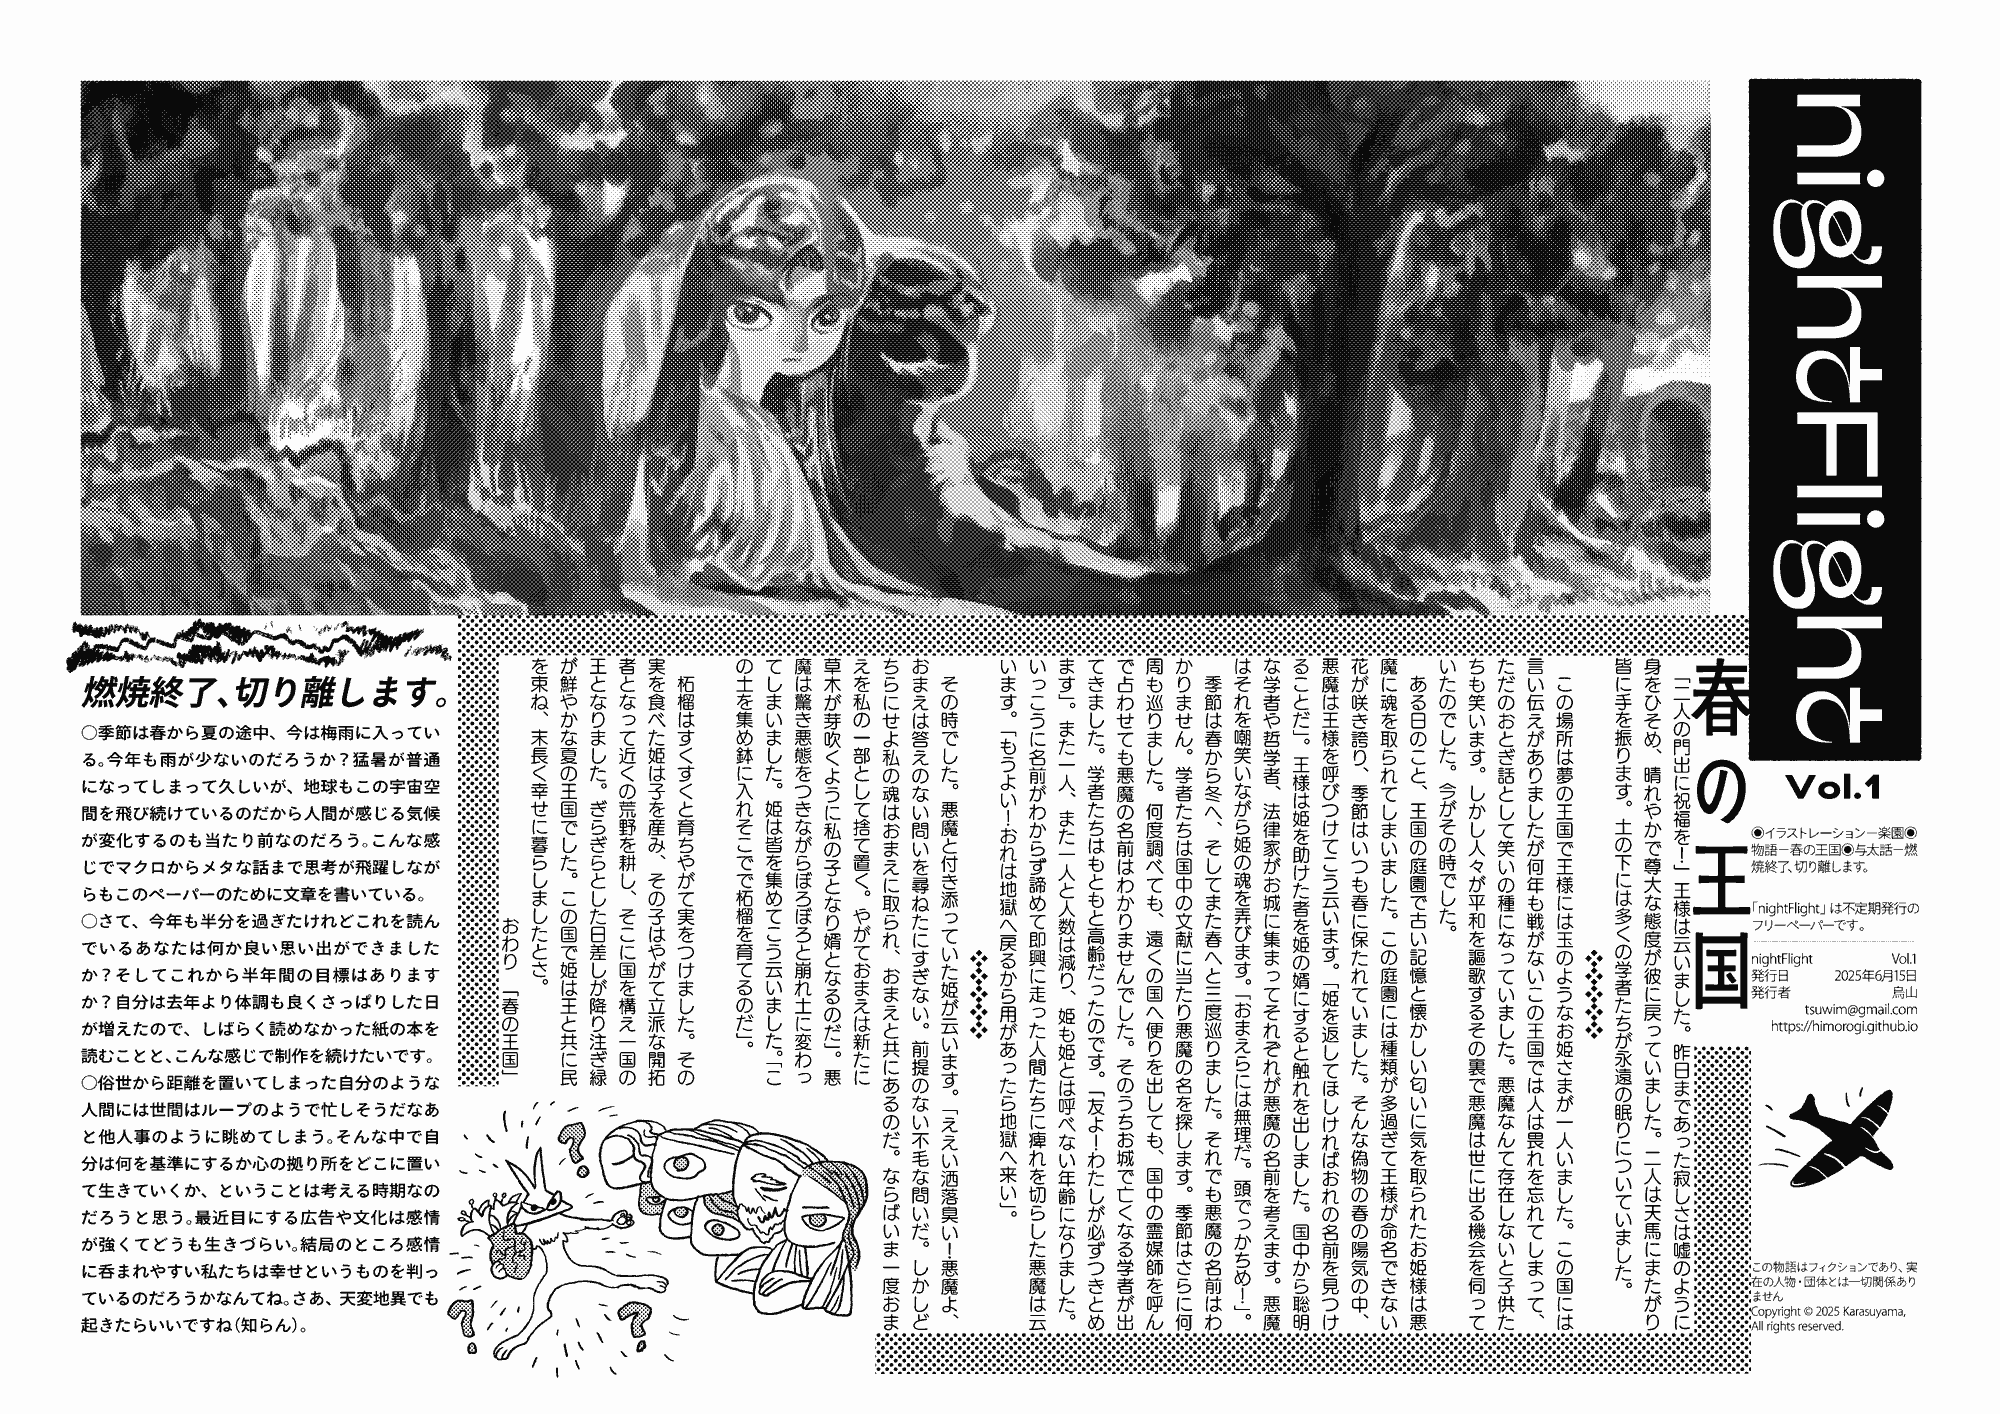 nightFlight
Vol.1
◉イラストレーション―楽園◉
物語―春の王国◉与太話―燃
焼終了、切り離します。
「nightFlight」は不定期発行の
フリーペーパーです。
nightFlight Vol.1
発行日 2025年6月15日
発行者 烏山
tsuwim@gmail.com
https://himorogi.github.io
この物語はフィクションであり、実
在の人物・団体とは一切関係あり
ません
Copyright © 2025 Karasuyama,
All rights reserved.
春の王国
「二人の門出に祝福を！」王様は云いました。昨日まであった寂しさは嘘のように
身をひそめ、晴れやかで尊大な態度が彼に戻っていました。二人は天馬にまたがり
皆に手を振ります。土の下には多くの学者たちが永遠の眠りについていました。
この場所は夢の王国で王様には玉のようなお姫さまが一人いました。この国には
言い伝えがありましたが何年も戦がないこの王国では人は畏れを忘れてしまって、
ただのおとぎ話として笑いの種になっていました。悪魔なんて存在しないと子供た
ちも笑います。しかし人々が平和を謳歌するその裏で悪魔は世に出る機会を伺って
いたのでした。今がその時でした。
ある日のこと、王国の庭園で古い記憶と懐かしい匂いに気を取られたお姫様は悪
魔に魂を取られてしまいました。この庭園には種類が多過ぎて王様が命名できない
花が咲き誇り、季節はいつも春に保たれていました。そんな偽物の春の陽気の中、
悪魔は王様を呼びつけてこう云います。「姫を返してほしければおれの名前を見つけ
ることだ」。王様は姫を助けた者を姫の婿にすると触れを出しました。国中から聡明
な学者や哲学者、法律家がお城に集まってそれぞれが悪魔の名前を考えます。悪魔
はそれを嘲笑いながら姫の魂を弄びます。「おまえらには無理だ。頭でっかちめ！」。
季節は春から冬へ、そしてまた春へと三度巡りました。それでも悪魔の名前はわ
かりません。学者たちは国中の文献に当たり悪魔の名を探します。季節はさらに何
周も巡りました。何度調べても、遠くの国へ便りを出しても、国中の霊媒師を呼ん
で占わせても悪魔の名前はわかりませんでした。そのうちお城で亡くなる学者が出
てきました。学者たちはもともと高齢だったのです。「友よ！わたしが必ずつきとめ
ます」。また一人、また一人と人数は減り、姫も姫とは呼べない年齢になりました。
いっこうに名前がわからず諦めて即興に走った人間たちに痺れを切らした悪魔は云
います。「もうよい！おれは地獄へ戻るから用があったら地獄へ来い」。
その時でした。悪魔と付き添っていた姫が云います。「ええい洒落臭い！悪魔よ、
おまえは答えのない問いを尋ねたにすぎない。前提のない不毛な問いだ。しかしど
ちらにせよ私の魂はおまえに取られ、おまえと共にあるのだ。ならばいま一度おま
えを私の一部として捨て置く。やがておまえは新たに
草木が芽吹くように私の子となり婿となるのだ」。悪
魔は驚き悪態をつきながらぼろぼろと崩れ土に変わっ
てしまいました。姫は皆を集めてこう云いました。「こ
の土を集め鉢に入れそこで柘榴を育てるのだ」。
柘榴はすくすくと育ちやがて実をつけました。その
実を食べた姫は子を産み、その子はやがて立派な開拓
者となって近くの荒野を耕し、そこに国を構え一国の
王となりました。ぎらぎらとした日差しが降り注ぎ緑
が鮮やかな夏の王国でした。この国で姫は王と共に民
を束ね、末長く幸せに暮らしましたとさ。
おわり 「春の王国」
燃焼終了、切り離します。
○季節は春から夏の途中、今は梅雨に入ってい
る。今年も雨が少ないのだろうか？猛暑が普通
になってしまって久しいが、地球もこの宇宙空
間を飛び続けているのだから人間が感じる気候
が変化するのも当たり前なのだろう。こんな感
じでマクロからメタな話まで思考が飛躍しなが
らもこのペーパーのために文章を書いている。
○さて、今年も半分を過ぎたけれどこれを読ん
でいるあなたは何か良い思い出ができました
か？そしてこれから半年間の目標はあります
か？自分は去年より体調も良くさっぱりした日
が増えたので、しばらく読めなかった紙の本を
読むことと、こんな感じで制作を続けたいです。
○俗世から距離を置いてしまった自分のような
人間には世間はループのようで忙しそうだなあ
と他人事のように眺めてしまう。そんな中で自
分は何を基準にするか心の拠り所をどこに置い
て生きていくか、ということは考える時期なの
だろうと思う。最近目にする広告や文化は感情
が強くてどうも生きづらい。結局のところ感情
に呑まれやすい私たちは幸せというものを判っ
ているのだろうかなんてね。さあ、天変地異でも
起きたらいいですね（知らん）。
?
?
?